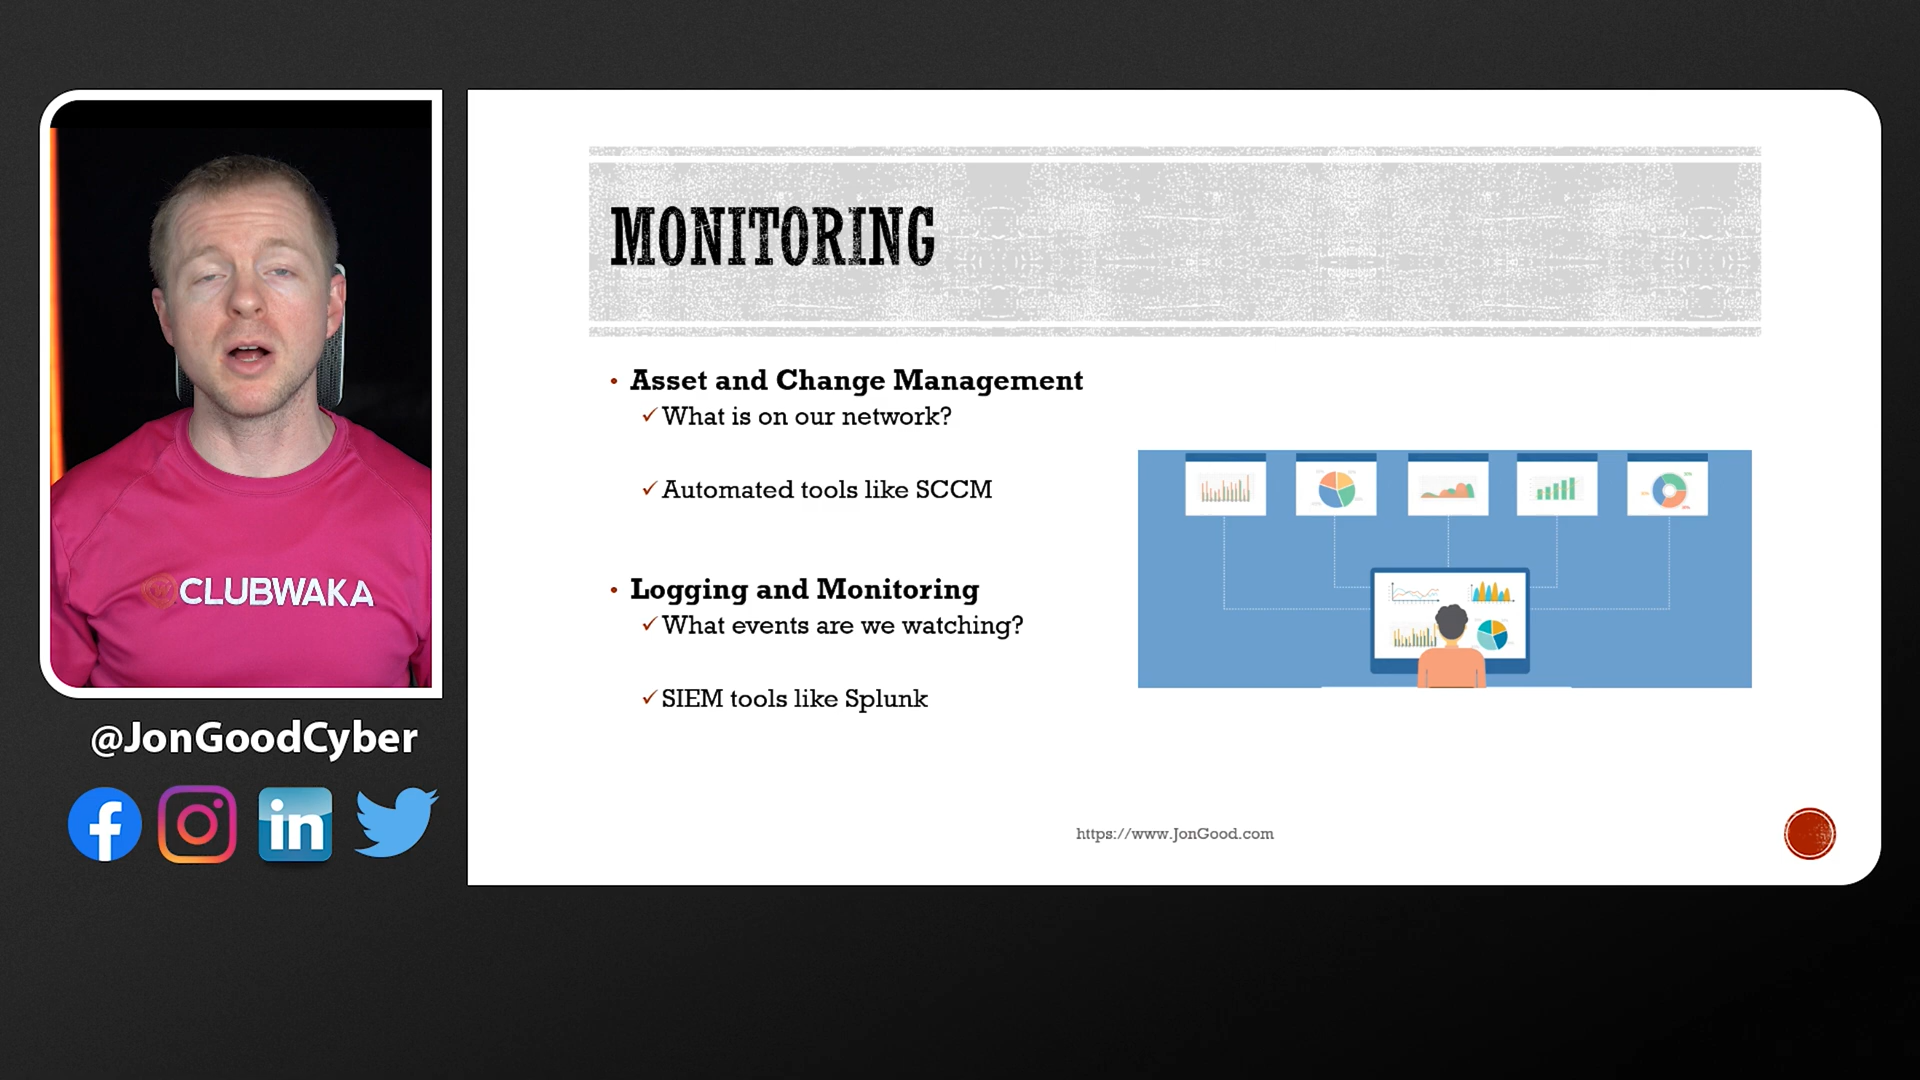 CLUBWAKA
@JonGoodCyber
MONITORING
• Asset and Change Management
✓What is on our network?
✓Automated tools like SCCM
• Logging and Monitoring
✓What events are we watching?
✓SIEM tools like Splunk
https://www.JonGood.com